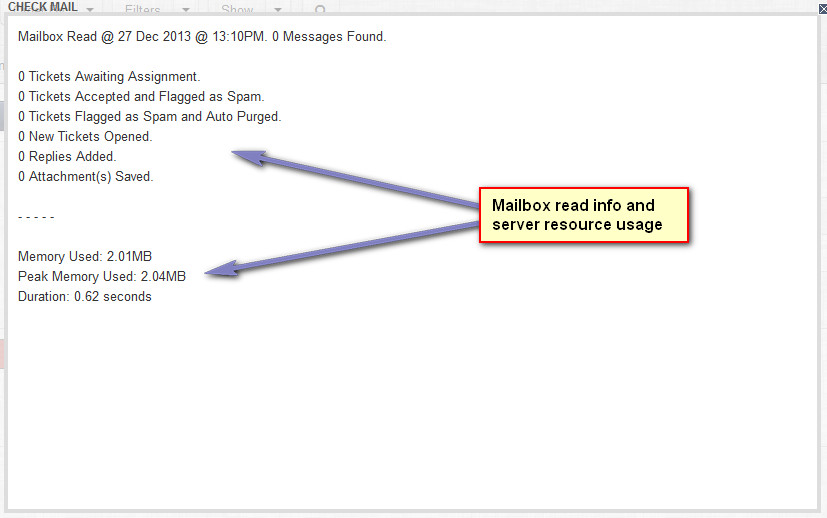 CHECK MAIL
Filters
Show
Mailbox Read @ 27 Dec 2013 @ 13:10PM. 0 Messages Found.
0 Tickets Awaiting Assignment.
0 Tickets Accepted and Flagged as Spam.
0 Tickets Flagged as Spam and Auto Purged.
0 New Tickets Opened.
0 Replies Added.
0 Attachment(s) Saved.
- - - - -
Mailbox read info and
server resource usage
Memory Used: 2.01MB
Peak Memory Used: 2.04MB
Duration: 0.62 seconds